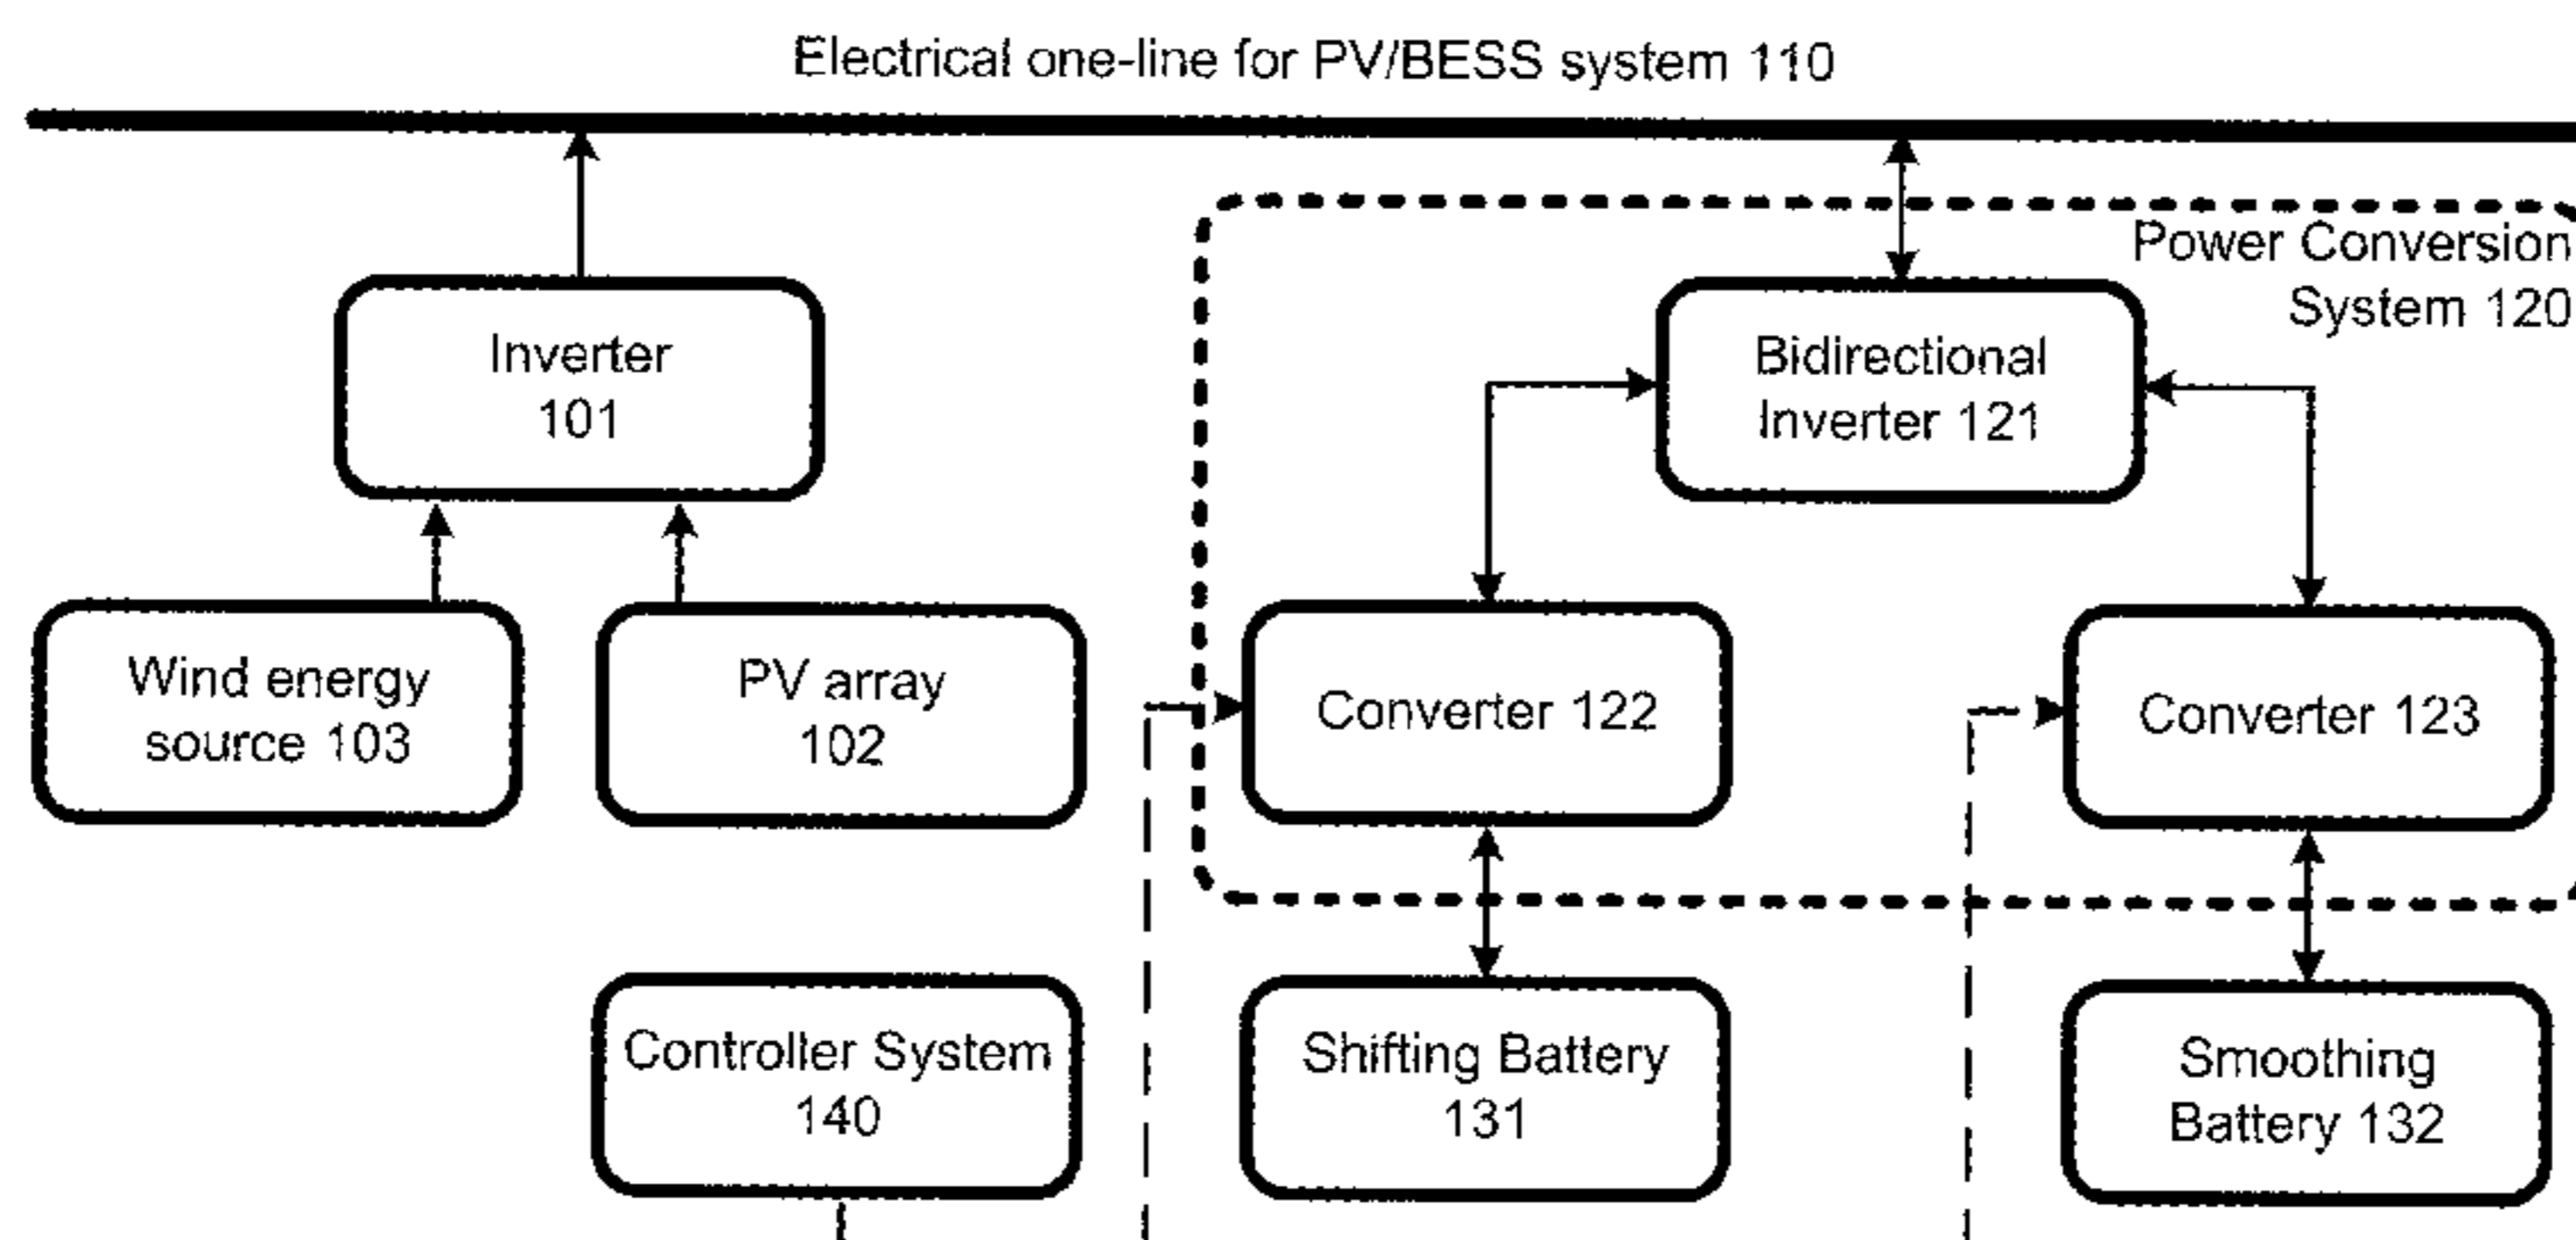 Electrical one-line for PV/BESS system 110
Power Conversion
System 120
Inverter
101
Bidirectional
Inverter 121
Wind energy
source 103
PV array
102
Converter 122
Converter 123
Controller System
140
Shifting Battery
131
Smoothing
Battery 132